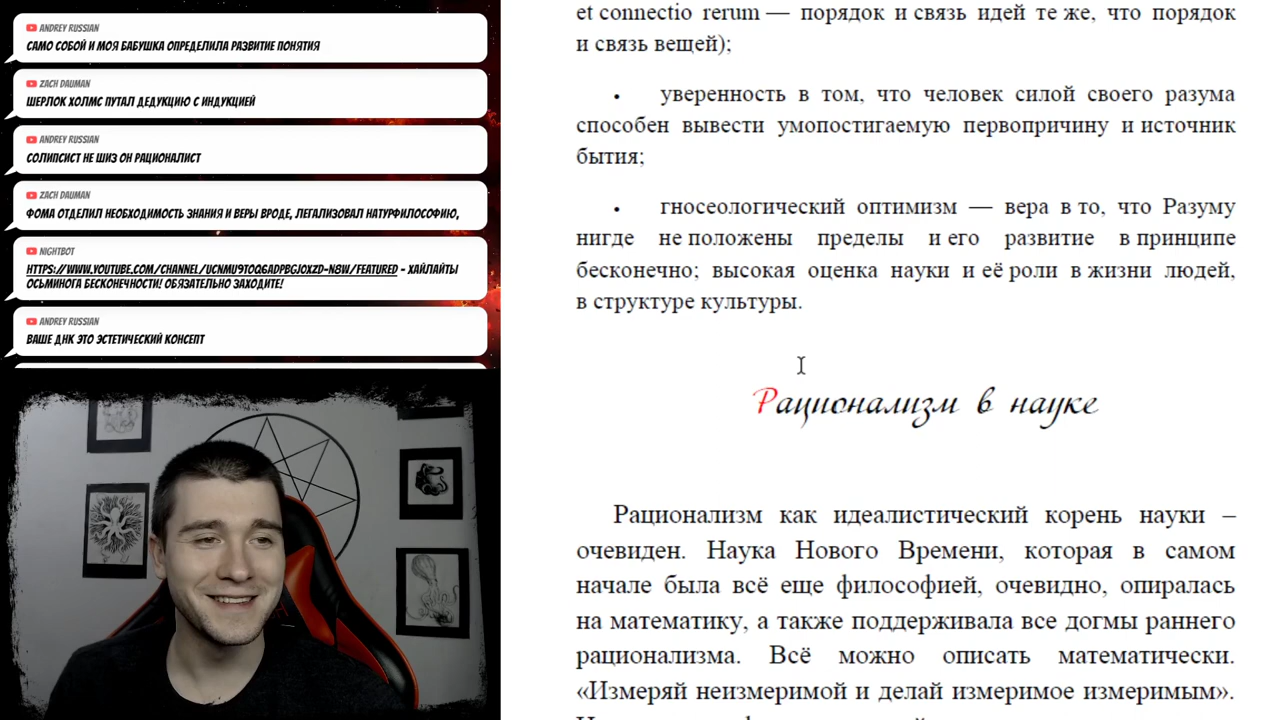 ANDREY RUSSIAN
САМО СОБОЙ И МОЯ БАБУШКА ОПРЕДЕЛИЛА РАЗВИТИЕ ПОНЯТИЯ
ZACH DAUMAN
ШЕРЛОК ХОЛМС ПУТАЛ ДЕДУКЦИЮ С ИНДУКЦИЕЙ
ANDREY RUSSIAN
СОЛИПСИСТ НЕ ШИЗ ОН РАЦИОНАЛИСТ
ZACH DAUMAN
ФОМА ОТДЕЛИЛ НЕОБХОДИМОСТЬ ЗНАНИЯ И ВЕРЫ ВРОДЕ, ЛЕГАЛИЗОВАЛ НАТУРФИЛОСОФИЮ,
NIGHTBOT
- ХАЙЛАЙТЫ
ОСЬМИНОГА БЕСКОНЕЧНОСТИ! ОБЯЗАТЕЛЬНО ЗАХОДИТЕ!
ANDREY RUSSIAN
ВАШЕ ДНК ЭТО ЭСТЕТИЧЕСКИЙ КОНСЕПТ
et connectio rerum — порядок и связь идей те же, что порядок
и связь вещей);
• уверенность в том, что человек силой своего разума
способен вывести умопостигаемую первопричину и источник
бытия;
• гносеологический оптимизм — вера в то, что Разуму
нигде не положены пределы и его развитие в принципе
бесконечно; высокая оценка науки и её роли в жизни людей,
в структуре культуры.
Рационализм в науке
Рационализм как идеалистический корень науки –
очевиден. Наука Нового Времени, которая в самом
начале была всё еще философией, очевидно, опиралась
на математику, а также поддерживала все догмы раннего
рационализма. Всё можно описать математически.
«Измеряй неизмеримой и делай измеримое измеримым».